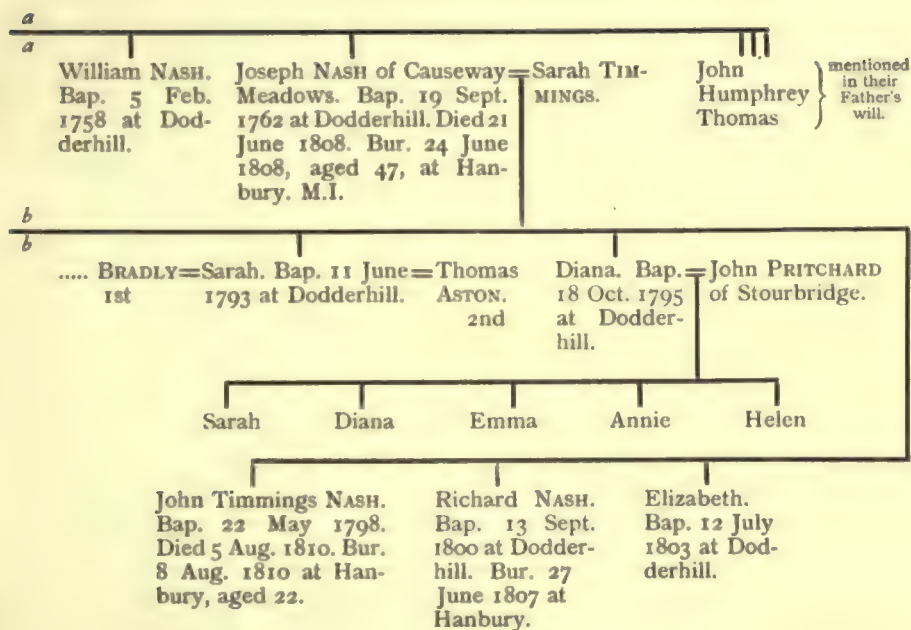 a
a
William NASH.
Bap. 5 Feb.
1758 at Dod-
derhill.
Joseph NASH of Causeway=Sarah TIM-
Meadows. Bap. 19 Sept. MINGS.
1762 at Dodderhill. Died 21
June 1808. Bur. 24 June
1808, aged 47, at Han-
bury. M.I.
John
Humphrey
Thomas
mentioned
in their
Father's
will.
b
b
..... BRADLY=Sarah. Bap. 11 June=Thomas
1st 1793 at Dodderhill. ASTON.
2nd
Diana. Bap.=John PRITCHARD
18 Oct. 1795 of Stourbridge.
at Dodder-
hill.
Sarah Diana Emma Annie Helen
John Timmings NASH.
Bap. 22 May 1798.
Died 5 Aug. 1810. Bur.
8 Aug. 1810 at Han-
bury, aged 22.
Richard NASH.
Bap. 13 Sept.
1800 at Dodder-
hill. Bur. 27
June 1807 at
Hanbury.
Elizabeth.
Bap. 12 July
1803 at Dod-
derhill.